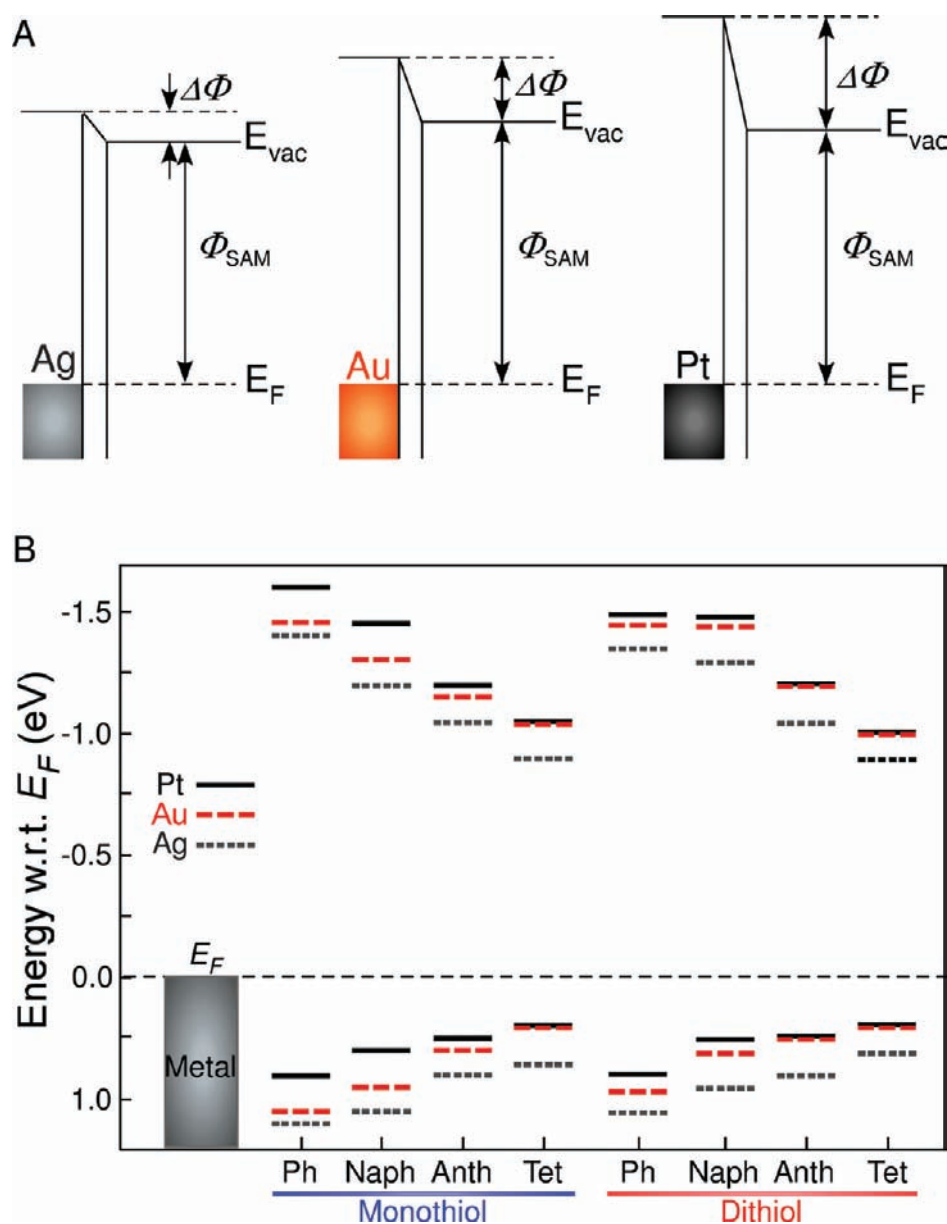 A
ΔΦ
ΔΦ
ΔΦ
E_vac
E_vac
E_vac
Φ_SAM
Φ_SAM
Φ_SAM
Ag
Au
Pt
E_F
E_F
E_F
B
Energy w.r.t. E_F (eV)
-1.5
-1.0
-0.5
0.0
1.0
Pt
Au
Ag
E_F
Metal
Ph Naph Anth Tet Ph Naph Anth Tet
Monothiol Dithiol